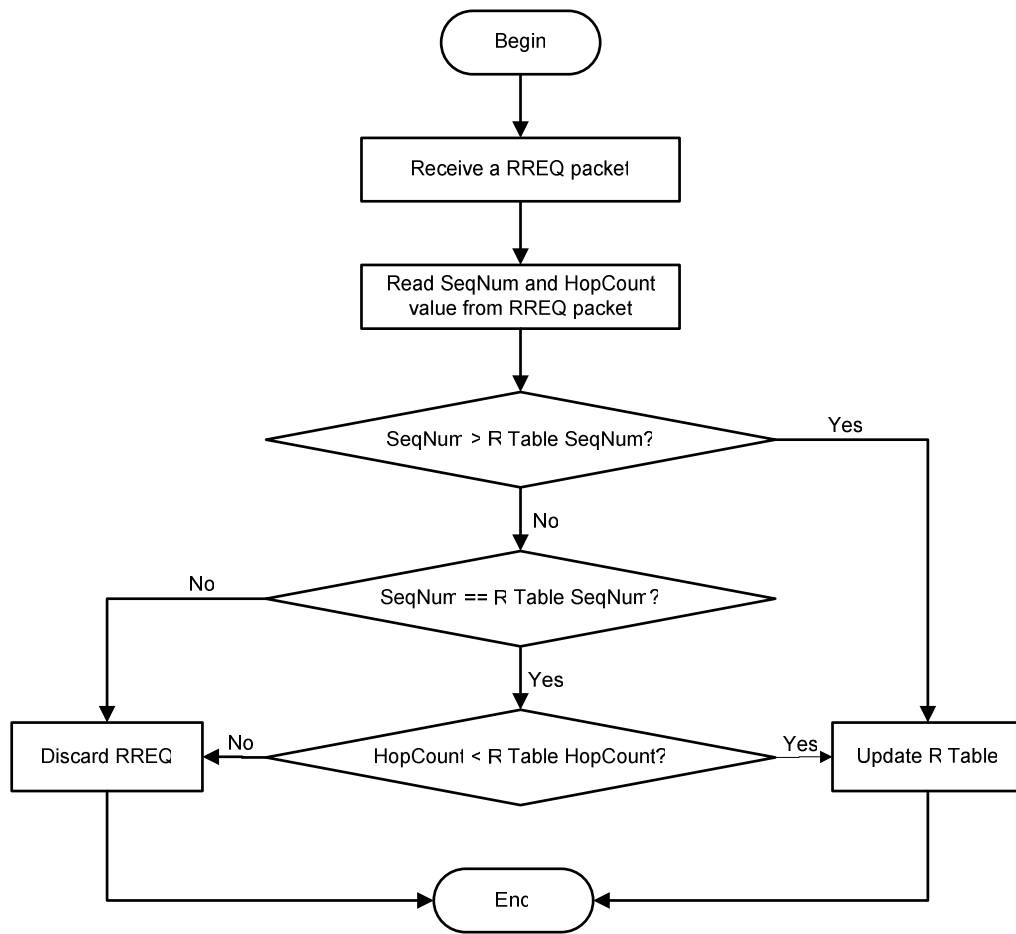 Begin
Receive a RREQ packet
Read SeqNum and HopCount
value from RREQ packet
SeqNum > R Table SeqNum?
Yes
No
SeqNum == R Table SeqNum?
No
Yes
HopCount < R Table HopCount?
No
Yes
Discard RREQ
Update R Table
End